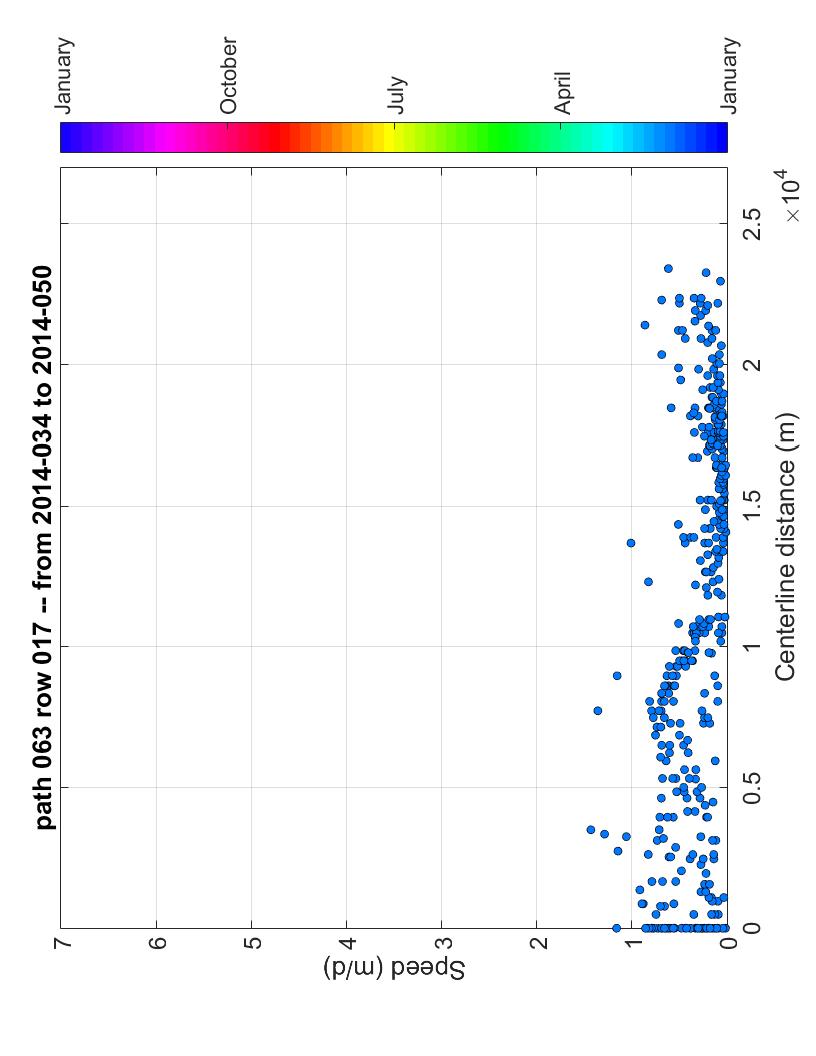 path 063 row 017 -- from 2014-034 to 2014-050
7
6
5
4
3
2
1
0
Speed (m/d)
0 0.5 1 1.5 2 2.5
×10⁴
Centerline distance (m)
January
October
July
April
January